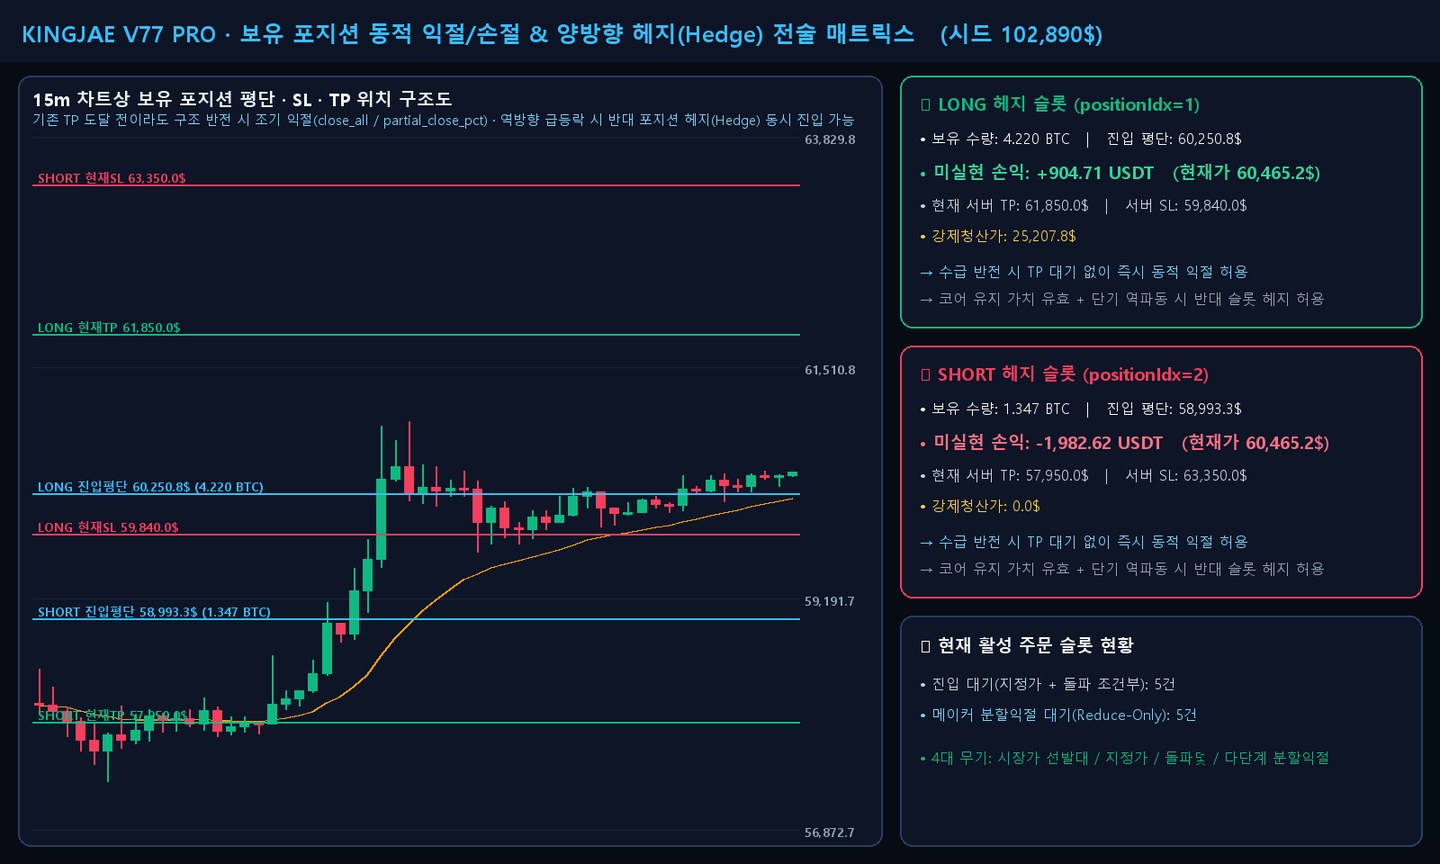 KINGJAE V77 PRO · 보유 포지션 동적 익절/손절 & 양방향 헤지(Hedge) 전술 매트릭스 (시드 102,890$)
15m 차트상 보유 포지션 평단 · SL · TP 위치 구조도
기존 TP 도달 전이라도 구조 반전 시 조기 익절(close_all / partial_close_pct) · 역방향 급등락 시 반대 포지션 헤지(Hedge) 동시 진입 가능
63,829.8
SHORT 현재SL 63,350.0$
LONG 현재TP 61,850.0$
61,510.8
LONG 진입평단 60,250.8$ (4.220 BTC)
LONG 현재SL 59,840.0$
59,191.7
SHORT 진입평단 58,993.3$ (1.347 BTC)
SHORT 현재TP 57,950.0$
56,872.7
LONG 헤지 슬롯 (positionIdx=1)
• 보유 수량: 4.220 BTC | 진입 평단: 60,250.8$
• 미실현 손익: +904.71 USDT (현재가 60,465.2$)
• 현재 서버 TP: 61,850.0$ | 서버 SL: 59,840.0$
• 강제청산가: 25,207.8$
→ 수급 반전 시 TP 대기 없이 즉시 동적 익절 허용
→ 코어 유지 가치 유효 + 단기 역파동 시 반대 슬롯 헤지 허용
SHORT 헤지 슬롯 (positionIdx=2)
• 보유 수량: 1.347 BTC | 진입 평단: 58,993.3$
• 미실현 손익: -1,982.62 USDT (현재가 60,465.2$)
• 현재 서버 TP: 57,950.0$ | 서버 SL: 63,350.0$
• 강제청산가: 0.0$
→ 수급 반전 시 TP 대기 없이 즉시 동적 익절 허용
→ 코어 유지 가치 유효 + 단기 역파동 시 반대 슬롯 헤지 허용
현재 활성 주문 슬롯 현황
• 진입 대기(지정가 + 돌파 조건부): 5건
• 메이커 분할익절 대기(Reduce-Only): 5건
• 4대 무기: 시장가 선발대 / 지정가 / 돌파덫 / 다단계 분할익절